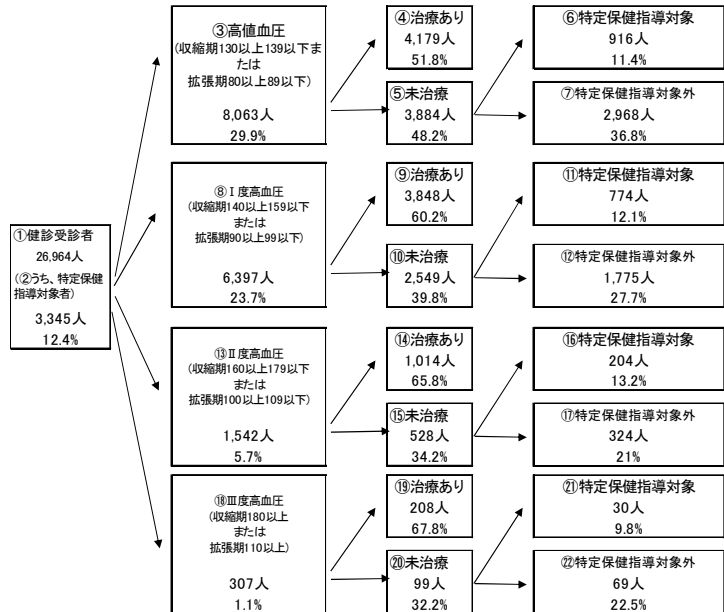 ①健診受診者
26,964人
(②うち、特定保健
指導対象者)
3,345人
12.4%
③高値血圧
(収縮期130以上139以下ま
たは
拡張期80以上89以下)
8,063人
29.9%
④治療あり
4,179人
51.8%
⑤未治療
3,884人
48.2%
⑥特定保健指導対象
916人
11.4%
⑦特定保健指導対象外
2,968人
36.8%
⑧Ⅰ度高血圧
(収縮期140以上159以下
または
拡張期90以上99以下)
6,397人
23.7%
⑨治療あり
3,848人
60.2%
⑩未治療
2,549人
39.8%
⑪特定保健指導対象
774人
12.1%
⑫特定保健指導対象外
1,775人
27.7%
⑬Ⅱ度高血圧
(収縮期160以上179以下
または
拡張期100以上109以下)
1,542人
5.7%
⑭治療あり
1,014人
65.8%
⑮未治療
528人
34.2%
⑯特定保健指導対象
204人
13.2%
⑰特定保健指導対象外
324人
21%
⑱Ⅲ度高血圧
(収縮期180以上
または
拡張期110以上)
307人
1.1%
⑲治療あり
208人
67.8%
⑳未治療
99人
32.2%
㉑特定保健指導対象
30人
9.8%
㉒特定保健指導対象外
69人
22.5%